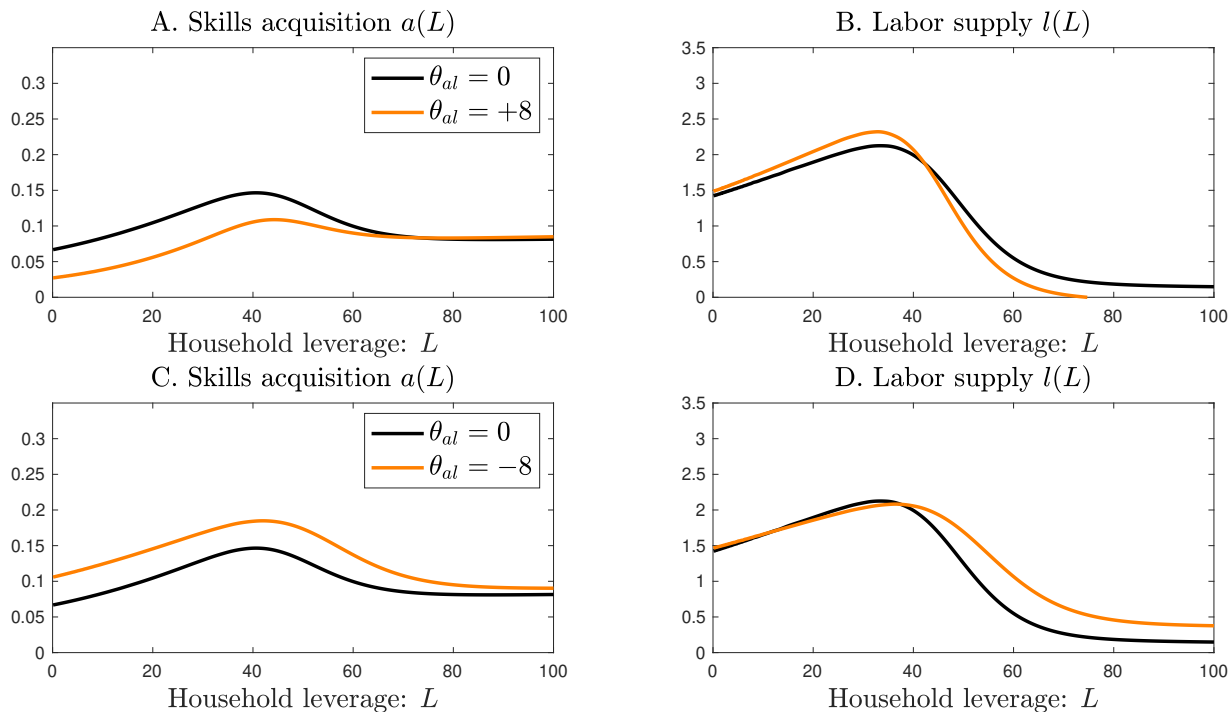 A. Skills acquisition a(L)
0.3
0.25
0.2
0.15
0.1
0.05
0
θ_al = 0
θ_al = +8
0 20 40 60 80 100
Household leverage: L
B. Labor supply l(L)
3.5
3
2.5
2
1.5
1
0.5
0
0 20 40 60 80 100
Household leverage: L
C. Skills acquisition a(L)
0.3
0.25
0.2
0.15
0.1
0.05
0
θ_al = 0
θ_al = −8
0 20 40 60 80 100
Household leverage: L
D. Labor supply l(L)
3.5
3
2.5
2
1.5
1
0.5
0
0 20 40 60 80 100
Household leverage: L